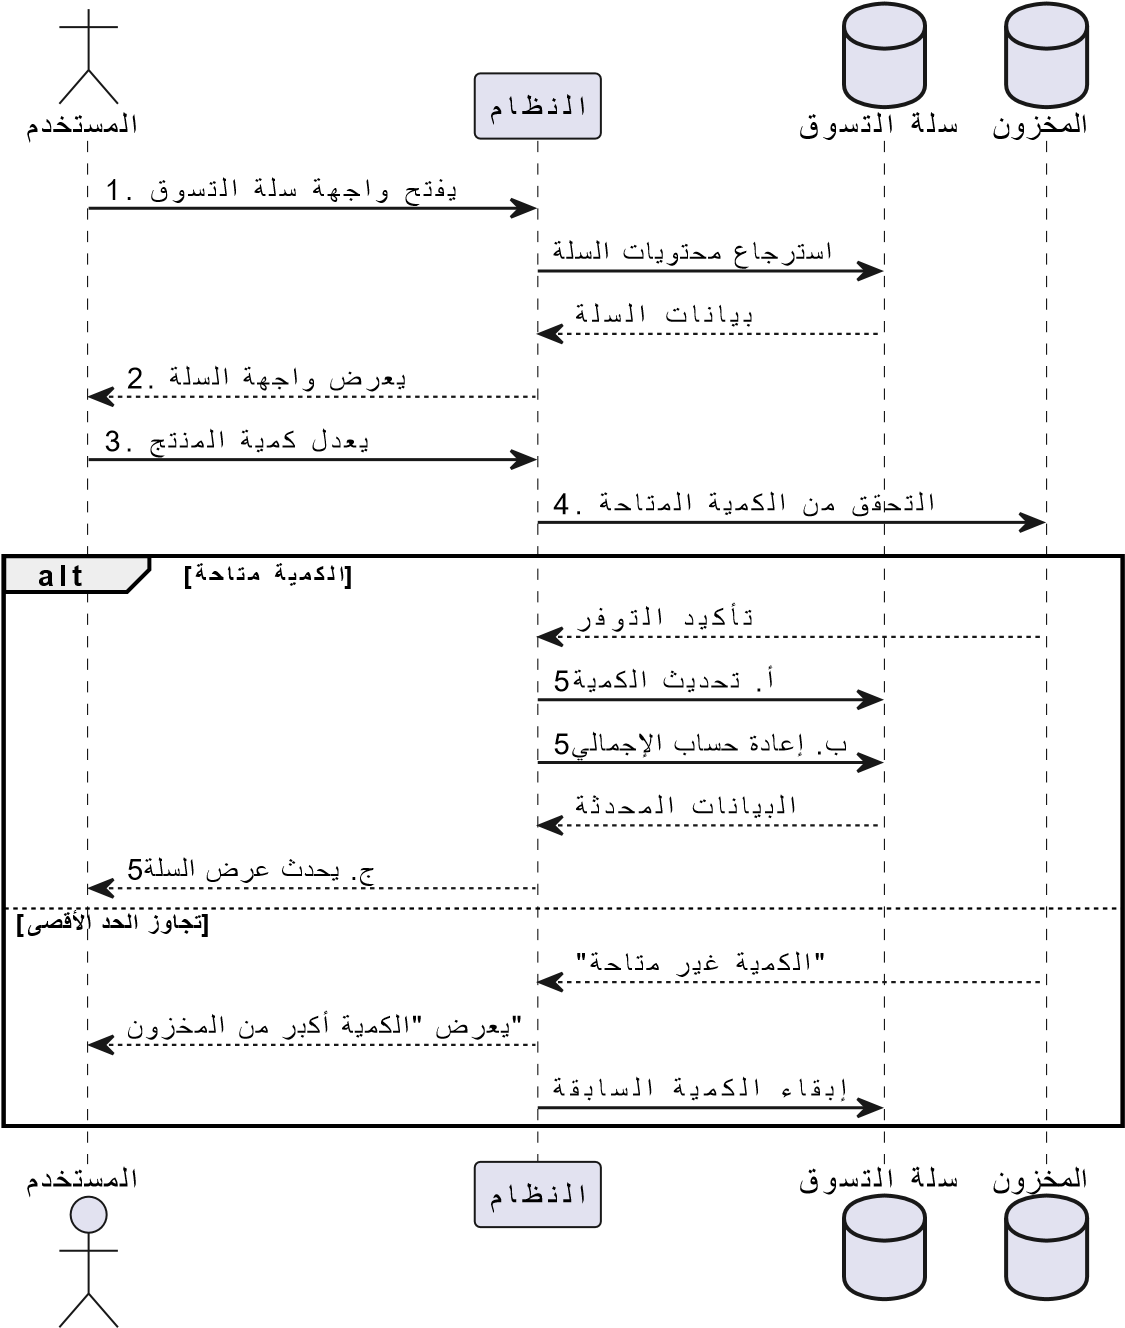 المستخدم
النظام
سلة التسوق
المخزون
1. يفتح واجهة سلة التسوق
استرجاع محتويات السلة
بيانات السلة
2. يعرض واجهة السلة
3. يعدل كمية المنتج
4. التحقق من الكمية المتاحة
alt
[الكمية متاحة]
تأكيد التوفر
5أ. تحديث الكمية
5ب. إعادة حساب الإجمالي
البيانات المحدثة
5ج. يحدث عرض السلة
[تجاوز الحد الأقصى]
"الكمية غير متاحة"
يعرض "الكمية أكبر من المخزون"
إبقاء الكمية السابقة
المستخدم
النظام
سلة التسوق
المخزون